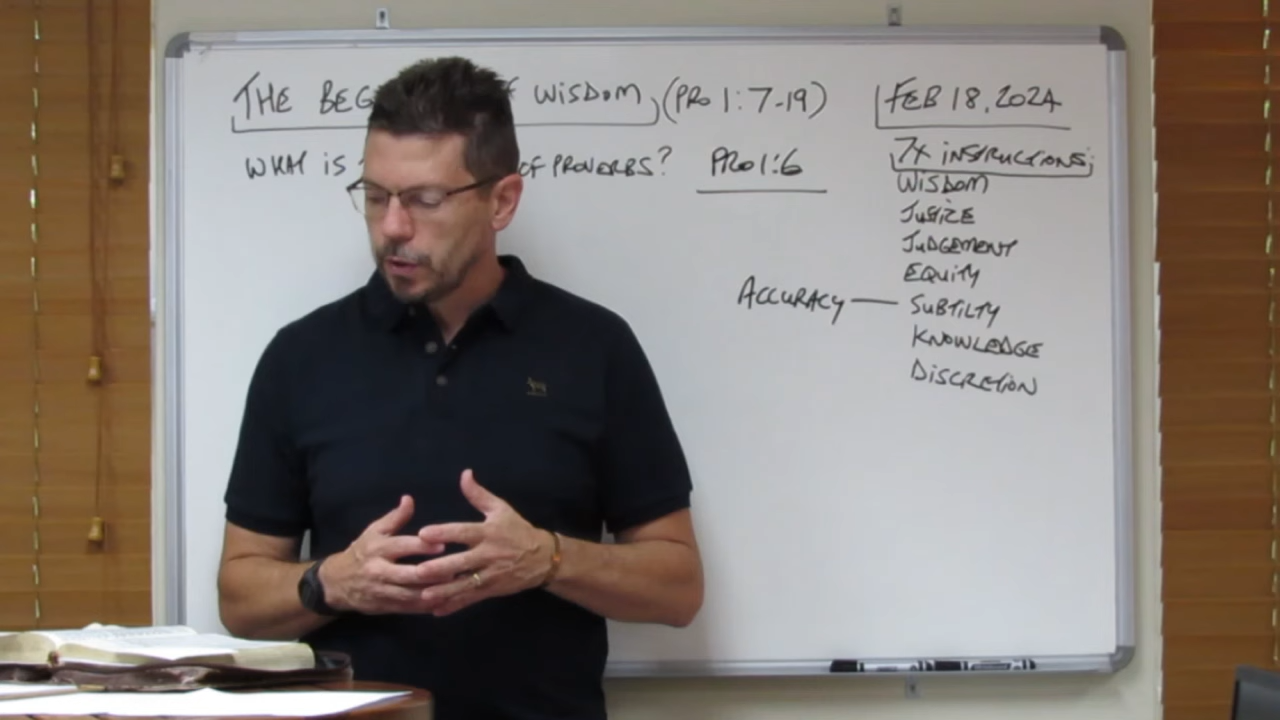 THE BEG F WISDOM, (PRO 1:7-19)
WHAT IS OF PROVERBS? PRO 1:6
FEB 18, 2024
7X INSTRUCTIONS;
WISDOM
JUSTICE
JUDGEMENT
EQUITY
ACCURACY — SUBTILTY
KNOWLEDGE
DISCRETION